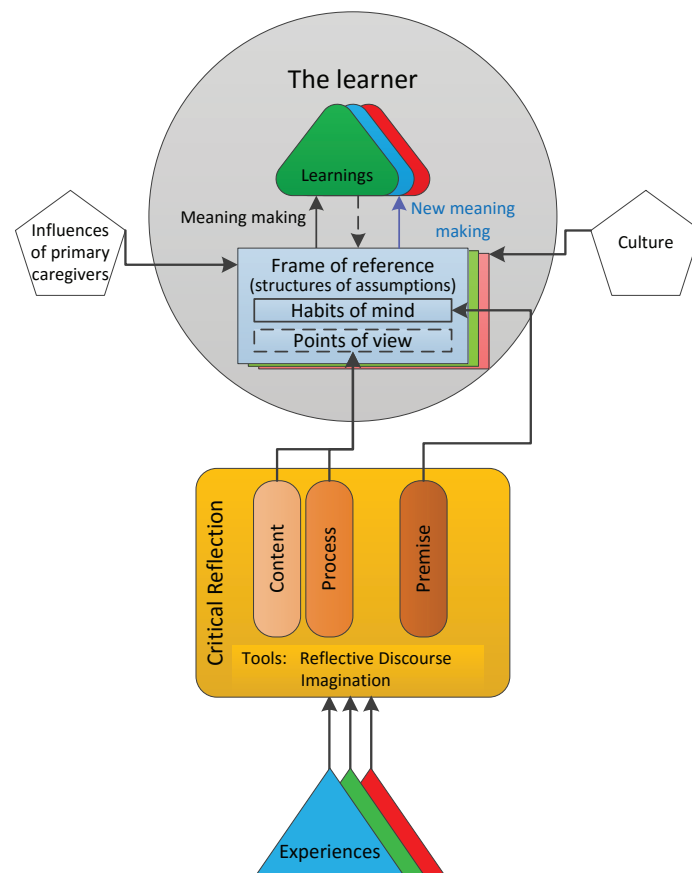 The learner
Learnings
Meaning making
New meaning
making
Influences
of primary
caregivers
Culture
Frame of reference
(structures of assumptions)
Habits of mind
Points of view
Critical Reflection
Content
Process
Premise
Tools: Reflective Discourse
Imagination
Experiences